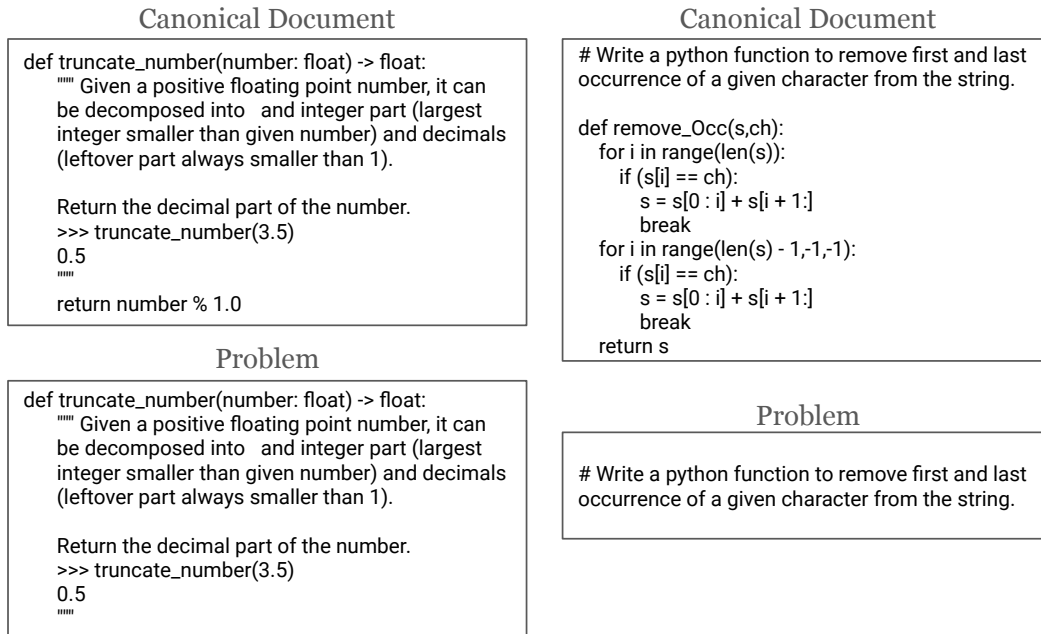 Canonical Document
def truncate_number(number: float) -> float:
""" Given a positive floating point number, it can
be decomposed into   and integer part (largest
integer smaller than given number) and decimals
(leftover part always smaller than 1).
Return the decimal part of the number.
>>> truncate_number(3.5)
0.5
"""
return number % 1.0
Problem
def truncate_number(number: float) -> float:
""" Given a positive floating point number, it can
be decomposed into   and integer part (largest
integer smaller than given number) and decimals
(leftover part always smaller than 1).
Return the decimal part of the number.
>>> truncate_number(3.5)
0.5
"""
Canonical Document
# Write a python function to remove first and last
occurrence of a given character from the string.
def remove_Occ(s,ch):
for i in range(len(s)):
if (s[i] == ch):
s = s[0 : i] + s[i + 1:]
break
for i in range(len(s) - 1,-1,-1):
if (s[i] == ch):
s = s[0 : i] + s[i + 1:]
break
return s
Problem
# Write a python function to remove first and last
occurrence of a given character from the string.